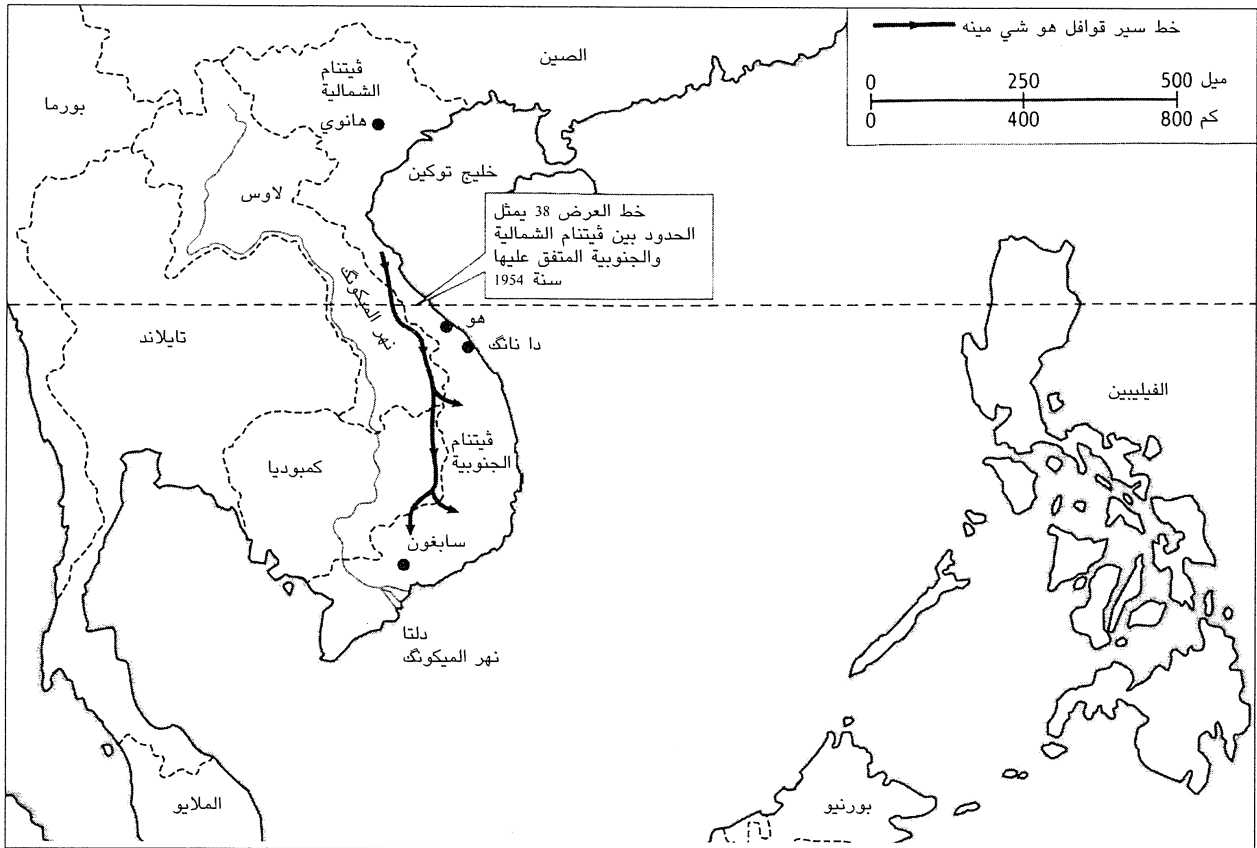 خط سير قوافل هو شي مينه
0 250 500 ميل
0 400 800 كم
الصين
ڤيتنام
الشمالية
بورما
هانوي
خليج توكين
لاوس
خط العرض 38 يمثل
الحدود بين ڤيتنام الشمالية
والجنوبية المتفق عليها
سنة 1954
نهر المكونگ
هو
دا نانگ
تايلاند
الفيليبين
ڤيتنام
الجنوبية
كمبوديا
سابغون
دلتا
نهر الميكونگ
الملايو
بورنيو